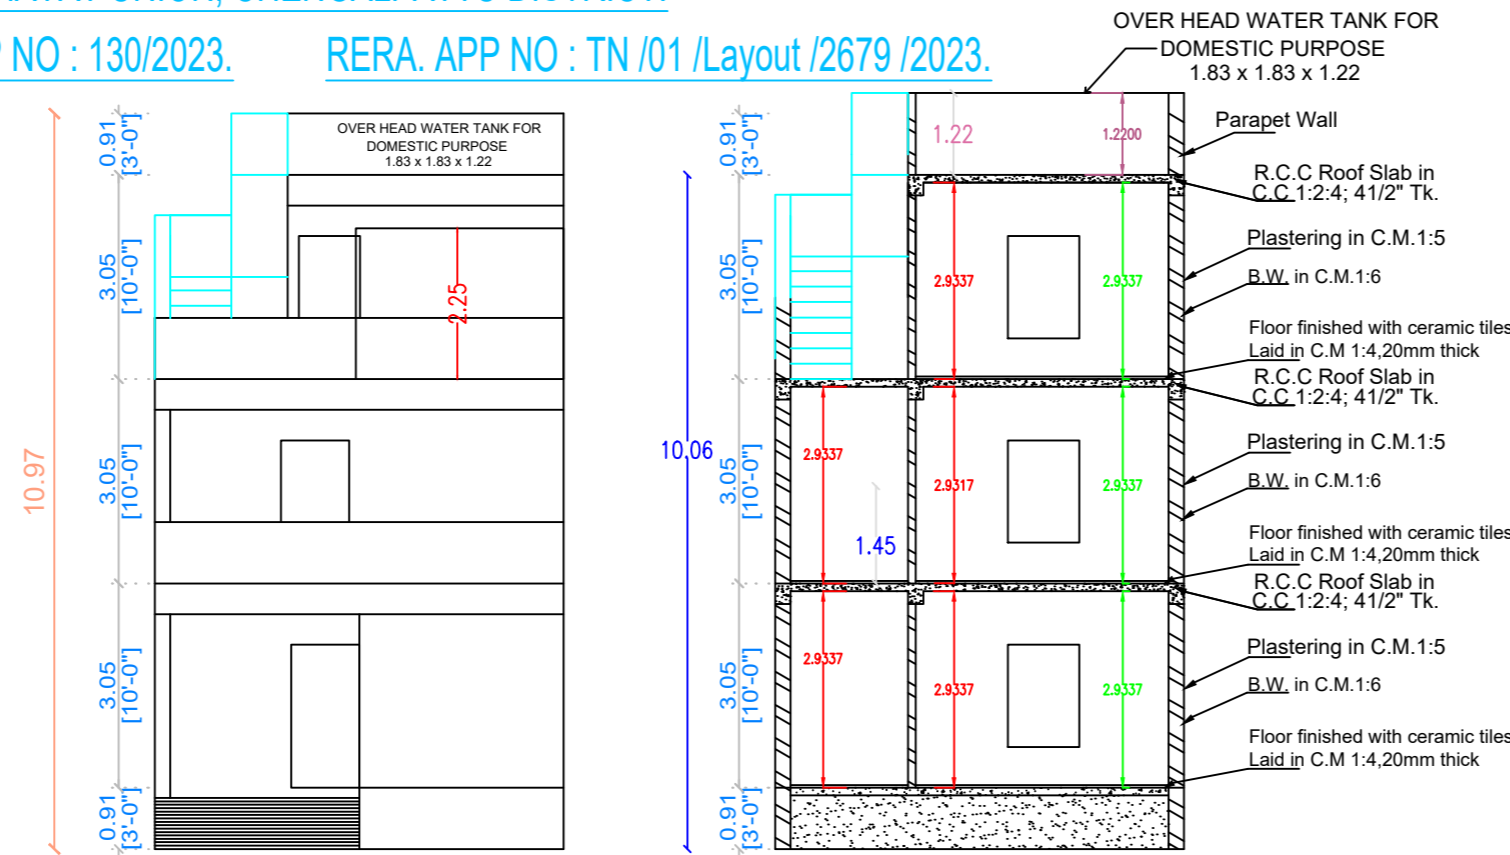 NO : 130/2023.
RERA. APP NO : TN /01 /Layout /2679 /2023.
OVER HEAD WATER TANK FOR
DOMESTIC PURPOSE
1.83 x 1.83 x 1.22
10.97
0.91
[3'-0"]
3.05
[10'-0"]
3.05
[10'-0"]
3.05
[10'-0"]
0.91
[3'-0"]
OVER HEAD WATER TANK FOR
DOMESTIC PURPOSE
1.83 x 1.83 x 1.22
2.25
10.06
0.91
[3'-0"]
3.05
[10'-0"]
3.05
[10'-0"]
3.05
[10'-0"]
0.91
[3'-0"]
1.22
1.2200
2.9337
2.9337
2.9337
2.9317
2.9337
1.45
2.9337
2.9337
2.9337
Parapet Wall
R.C.C Roof Slab in
C.C 1:2:4; 41/2" Tk.
Plastering in C.M.1:5
B.W. in C.M.1:6
Floor finished with ceramic tiles
Laid in C.M 1:4,20mm thick
R.C.C Roof Slab in
C.C 1:2:4; 41/2" Tk.
Plastering in C.M.1:5
B.W. in C.M.1:6
Floor finished with ceramic tiles
Laid in C.M 1:4,20mm thick
R.C.C Roof Slab in
C.C 1:2:4; 41/2" Tk.
Plastering in C.M.1:5
B.W. in C.M.1:6
Floor finished with ceramic tiles
Laid in C.M 1:4,20mm thick